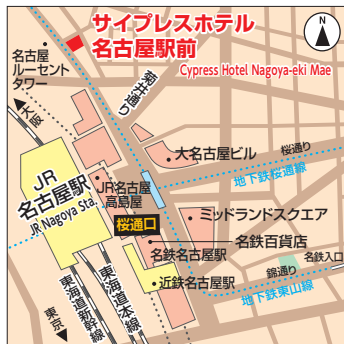 サイプレスホテル
名古屋駅前
Cypress Hotel Nagoya-eki Mae
N
名古屋
ルーセント
タワー
菊井通り
大阪
大名古屋ビル
桜通り
地下鉄桜通線
JR
名古屋駅
JR Nagoya Sta.
JR名古屋
高島屋
桜通口
ミッドランドスクエア
名鉄百貨店
名鉄名古屋駅
名鉄入口
錦通り
近鉄名古屋駅
地下鉄東山線
東海道本線
東海道新幹線
東京